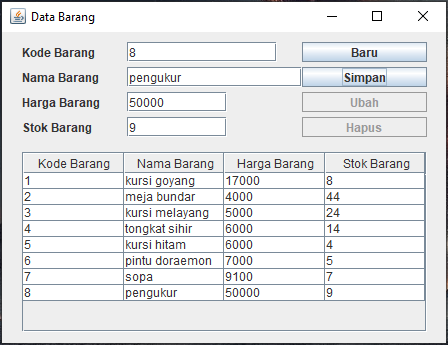 Data Barang
Kode Barang 8 Baru
Nama Barang pengukur Simpan
Harga Barang 50000 Ubah
Stok Barang 9 Hapus
Kode Barang Nama Barang Harga Barang Stok Barang
1 kursi goyang 17000 8
2 meja bundar 4000 44
3 kursi melayang 5000 24
4 tongkat sihir 6000 14
5 kursi hitam 6000 4
6 pintu doraemon 7000 5
7 sopa 9100 7
8 pengukur 50000 9